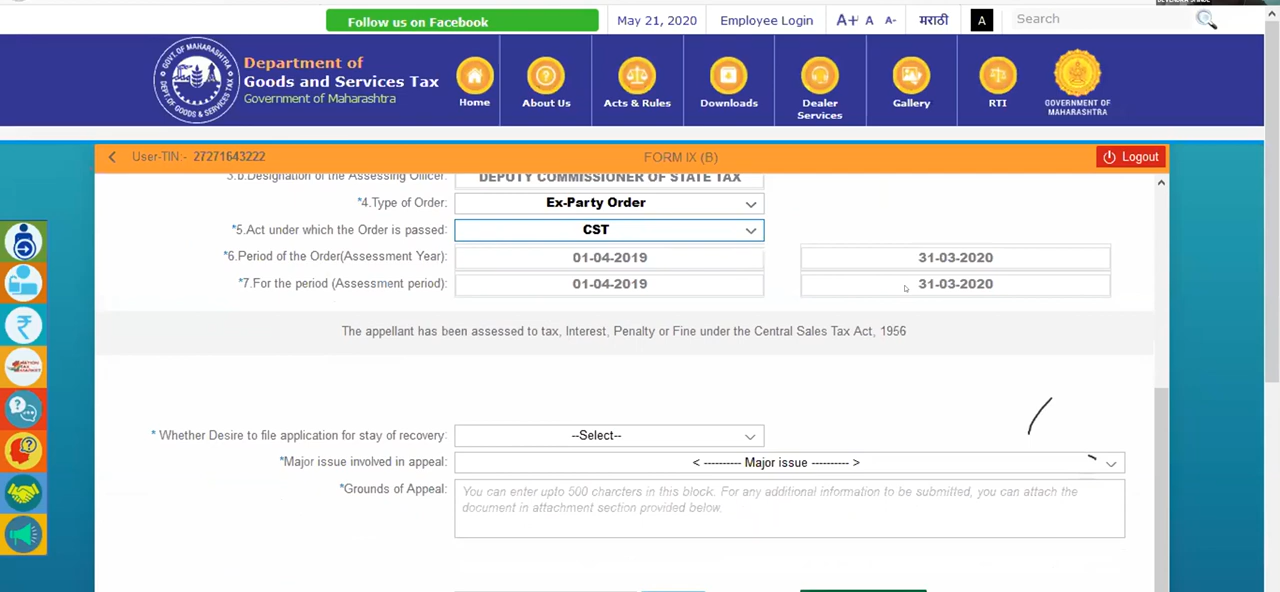 Follow us on Facebook
May 21, 2020
Employee Login
A+ A A-
मराठी
A
Search
Department of
Goods and Services Tax
Government of Maharashtra
Home
About Us
Acts & Rules
Downloads
Dealer
Services
Gallery
RTI
GOVERNMENT OF
MAHARASHTRA
User-TIN - 27271643222
FORM IX (B)
Logout
3.b.Designation of the Assessing Officer: DEPUTY COMMISSIONER OF STATE TAX
*4.Type of Order: Ex-Party Order
*5.Act under which the Order is passed: CST
*6.Period of the Order(Assessment Year): 01-04-2019 31-03-2020
*7.For the period (Assessment period): 01-04-2019 31-03-2020
The appellant has been assessed to tax, Interest, Penalty or Fine under the Central Sales Tax Act, 1956
* Whether Desire to file application for stay of recovery: --Select--
*Major issue involved in appeal: < ---------- Major issue ---------- >
*Grounds of Appeal: You can enter upto 500 charcters in this block. For any additional information to be submitted, you can attach the
document in attachment section provided below.